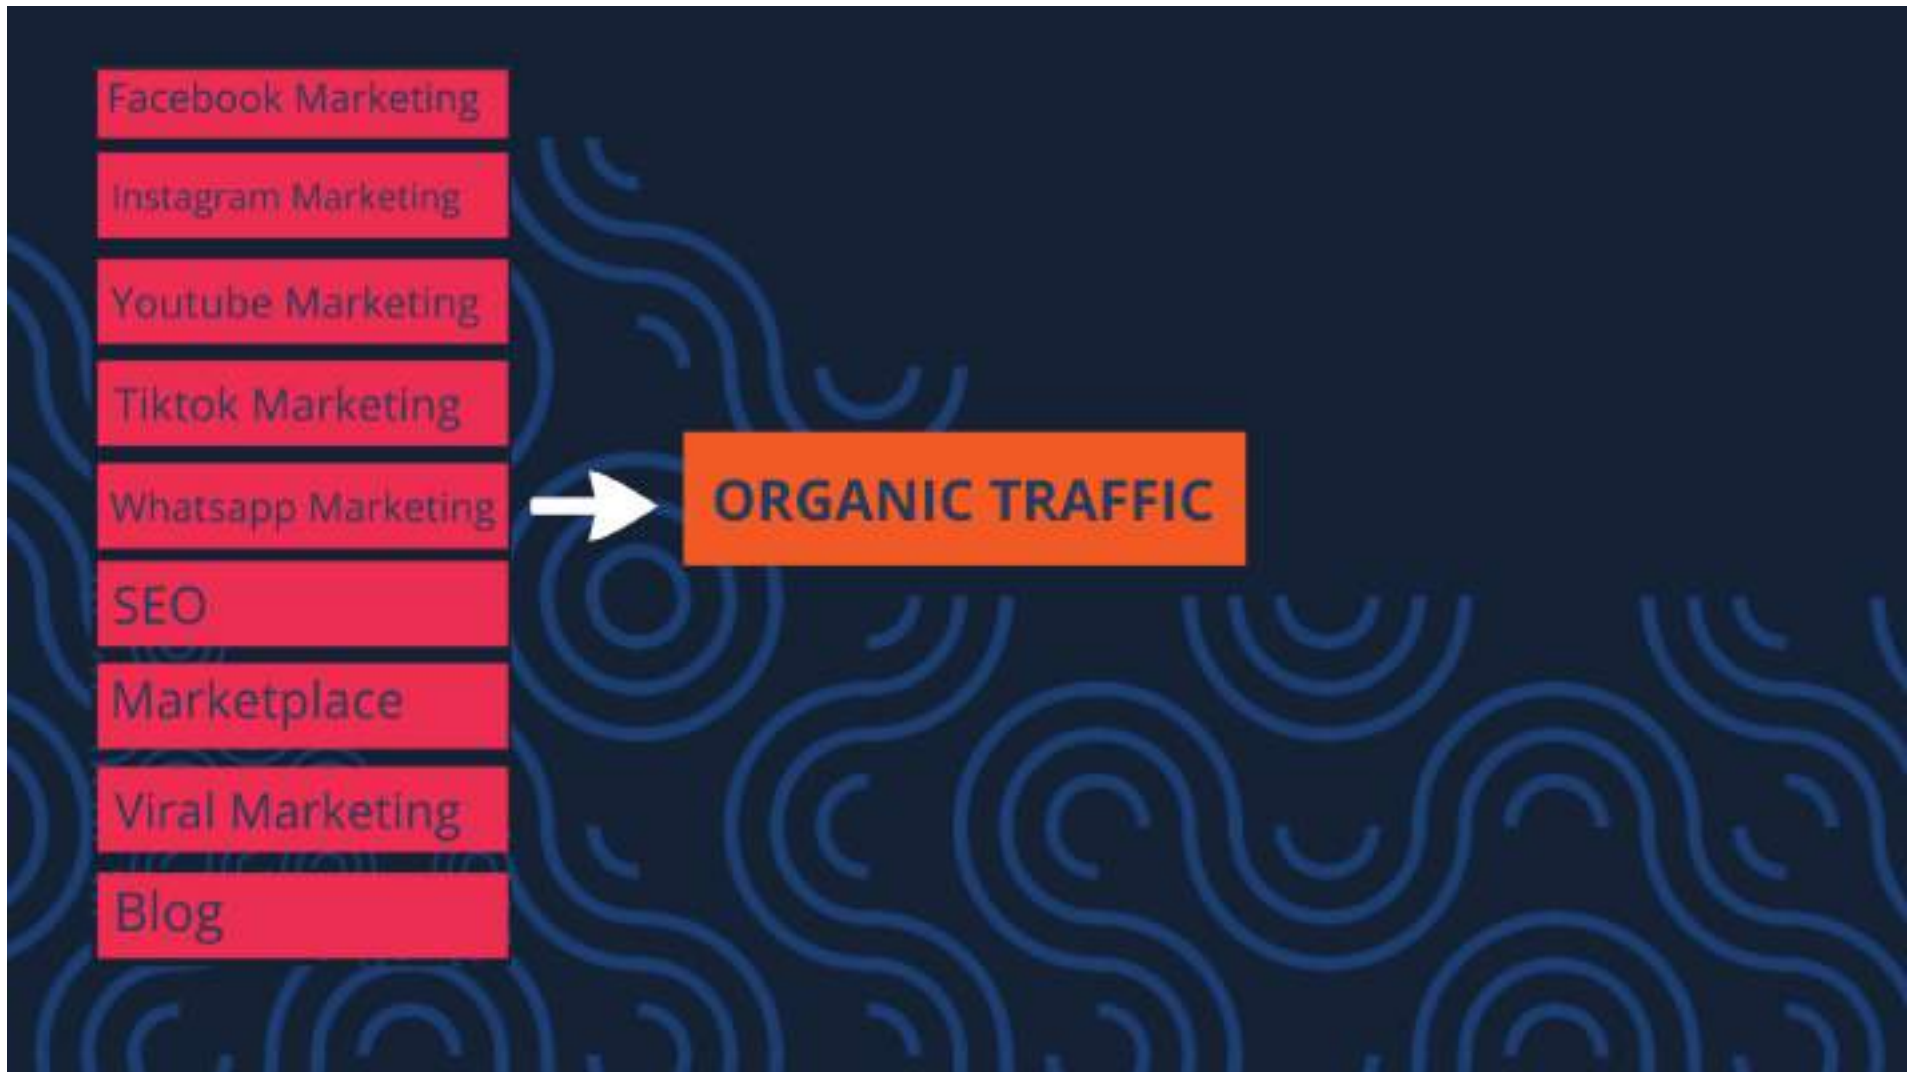 Facebook Marketing
Instagram Marketing
Youtube Marketing
Tiktok Marketing
Whatsapp Marketing
SEO
Marketplace
Viral Marketing
Blog
ORGANIC TRAFFIC